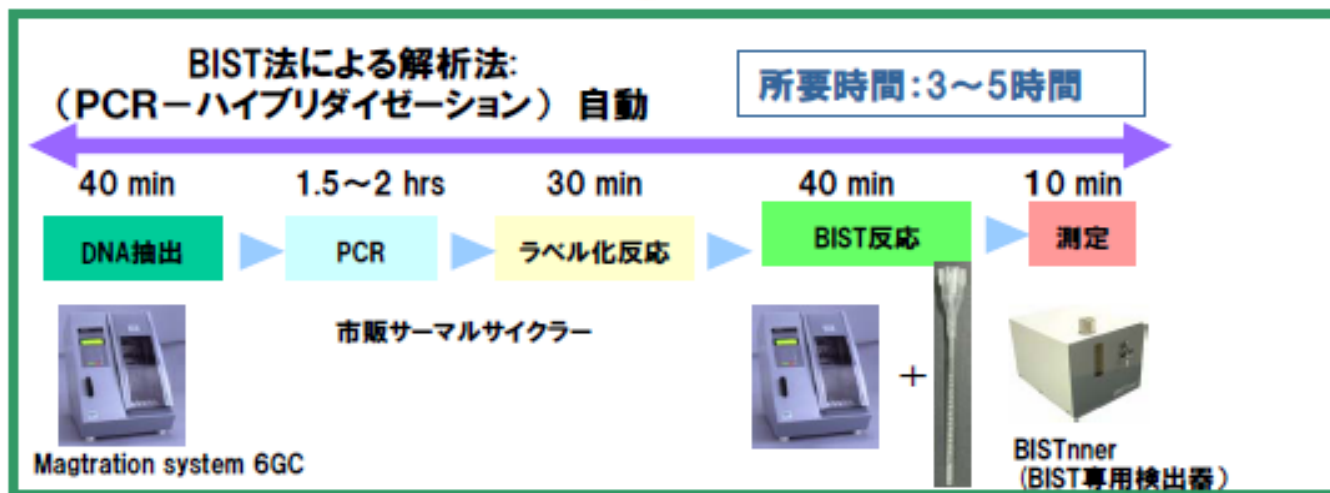 BIST法による解析法:
(PCR－ハイブリダイゼーション) 自動
所要時間:3～5時間
40 min
1.5～2 hrs
30 min
40 min
10 min
DNA抽出
PCR
ラベル化反応
BIST反応
測定
市販サーマルサイクラー
+
Magtration system 6GC
BISTnner
(BIST専用検出器)